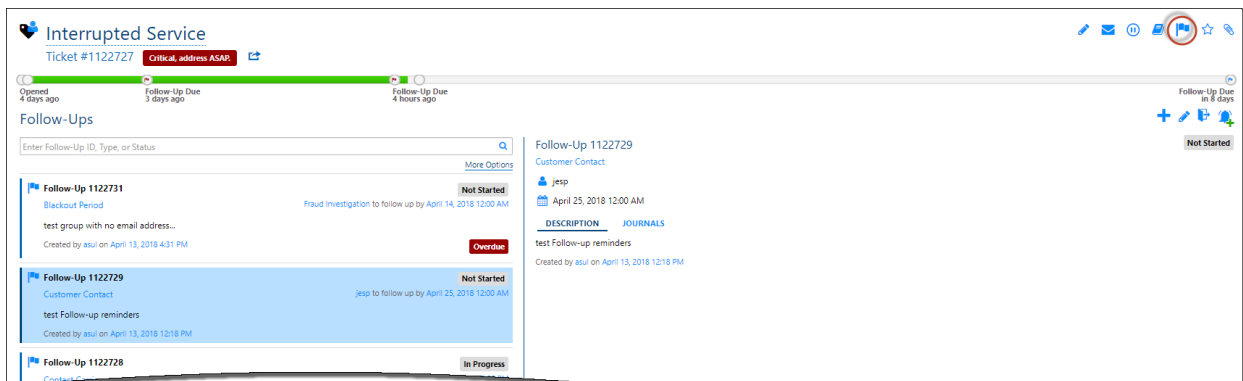 Interrupted Service
Ticket #1122727 Critical, address ASAP.
Opened
4 days ago
Follow-Up Due
3 days ago
Follow-Up Due
4 hours ago
Follow-Up Due
in 8 days
Follow-Ups
Enter Follow-Up ID, Type, or Status
More Options
Follow-Up 1122731 Not Started
Blackout Period Fraud Investigation to follow up by April 14, 2018 12:00 AM
test group with no email address...
Created by asul on April 13, 2018 4:31 PM Overdue
Follow-Up 1122729 Not Started
Customer Contact jesp to follow up by April 25, 2018 12:00 AM
test Follow-up reminders
Created by asul on April 13, 2018 12:18 PM
Follow-Up 1122728 In Progress
Follow-Up 1122729 Not Started
Customer Contact
jesp
April 25, 2018 12:00 AM
DESCRIPTION JOURNALS
test Follow-up reminders
Created by asul on April 13, 2018 12:18 PM